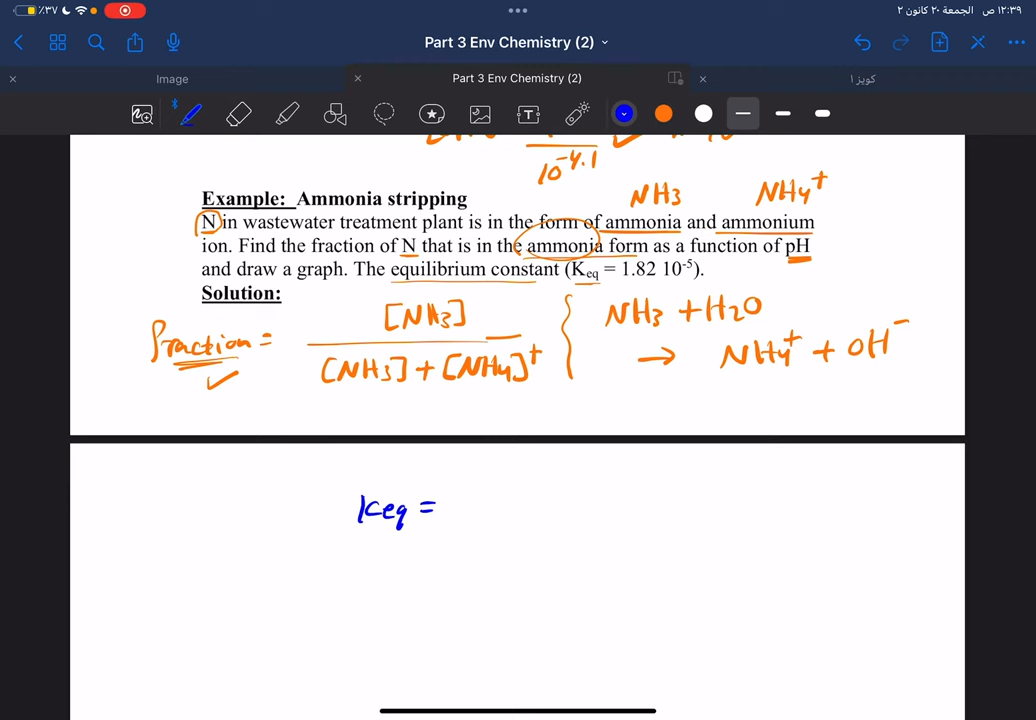 ٪٣٧ ١٢:٣٩ ص الجمعة ٢٠ كانون ٢
Part 3 Env Chemistry (2)
Image Part 3 Env Chemistry (2) كويز ١
10^-4.1
NH3 NH4+
Example: Ammonia stripping
N in wastewater treatment plant is in the form of ammonia and ammonium
ion. Find the fraction of N that is in the ammonia form as a function of pH
and draw a graph. The equilibrium constant (Keq = 1.82 10^-5).
Solution:
Fraction = [NH3] / [NH3] + [NH4]+
NH3 + H2O
→ NH4+ + OH-
Keq =